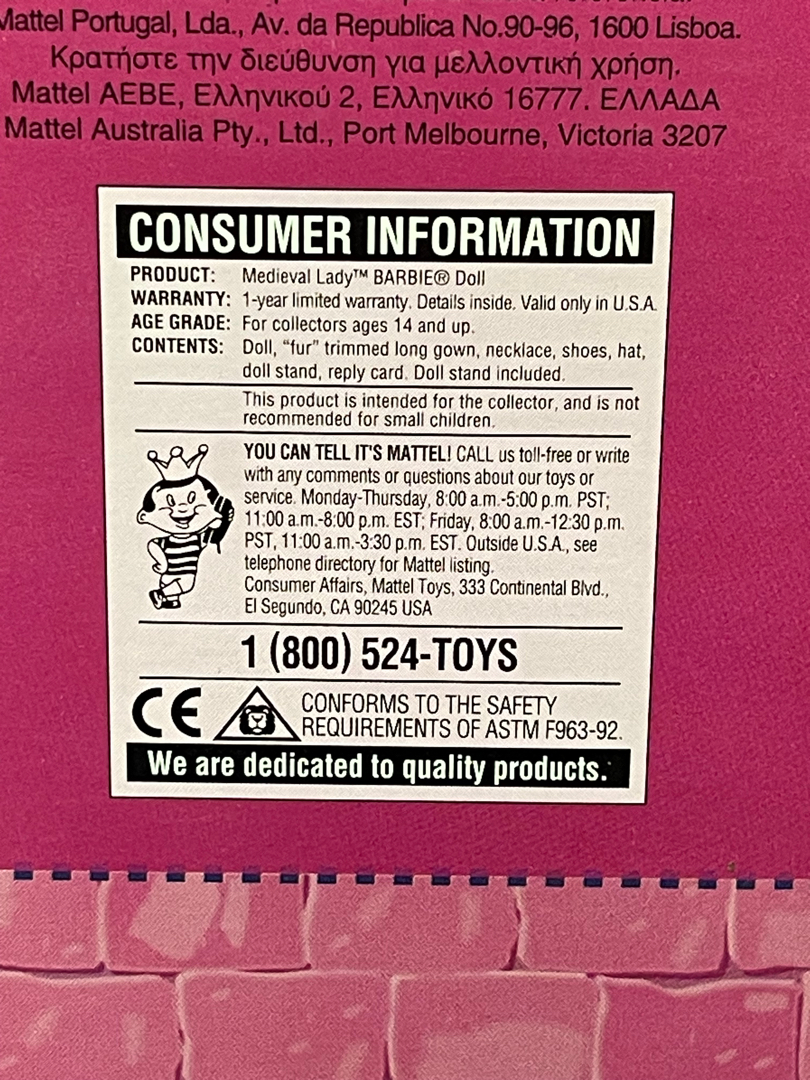 Mattel Portugal, Lda., Av. da Republica No.90-96, 1600 Lisboa.
Κρατήστε την διεύθυνση για μελλοντική χρήση.
Mattel AEBE, Ελληνικού 2, Ελληνικό 16777. ΕΛΛΑΔΑ
Mattel Australia Pty., Ltd., Port Melbourne, Victoria 3207
CONSUMER INFORMATION
PRODUCT: Medieval Lady™ BARBIE® Doll
WARRANTY: 1-year limited warranty. Details inside. Valid only in U.S.A.
AGE GRADE: For collectors ages 14 and up.
CONTENTS: Doll, “fur” trimmed long gown, necklace, shoes, hat,
doll stand, reply card. Doll stand included.
This product is intended for the collector, and is not
recommended for small children.
YOU CAN TELL IT'S MATTEL! CALL us toll-free or write
with any comments or questions about our toys or
service. Monday-Thursday, 8:00 a.m.-5:00 p.m. PST;
11:00 a.m.-8:00 p.m. EST; Friday, 8:00 a.m.-12:30 p.m.
PST, 11:00 a.m.-3:30 p.m. EST. Outside U.S.A., see
telephone directory for Mattel listing.
Consumer Affairs, Mattel Toys, 333 Continental Blvd.,
El Segundo, CA 90245 USA
1 (800) 524-TOYS
CE CONFORMS TO THE SAFETY
REQUIREMENTS OF ASTM F963-92.
We are dedicated to quality products.